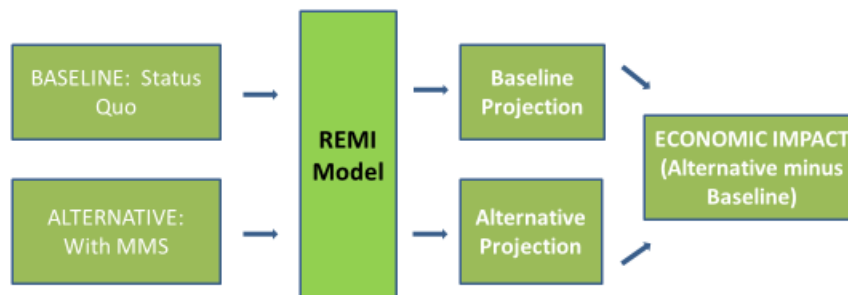 BASELINE: Status
Quo
REMI
Model
Baseline
Projection
ECONOMIC IMPACT
(Alternative minus
Baseline)
ALTERNATIVE:
With MMS
Alternative
Projection